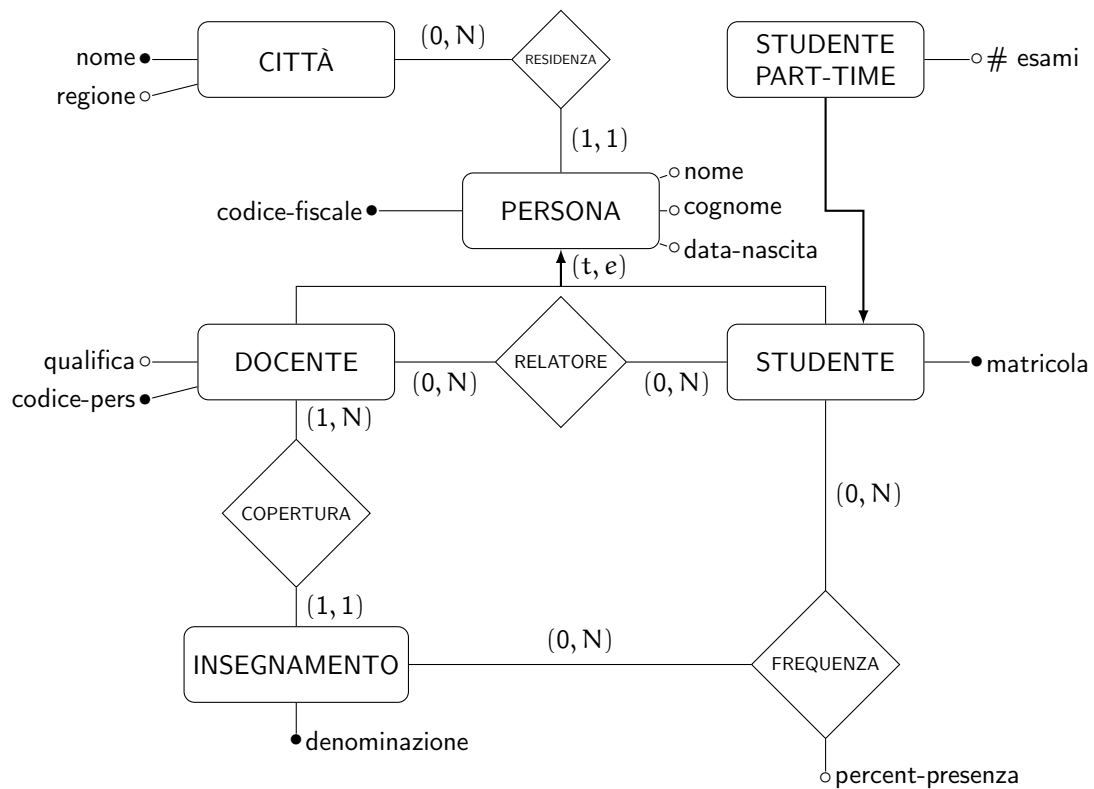 nome
regione
CITTÀ
(0, N)
RESIDENZA
STUDENTE
PART-TIME
# esami
(1, 1)
codice-fiscale
PERSONA
nome
cognome
data-nascita
(t, e)
qualifica
codice-pers
DOCENTE
(0, N)
RELATORE
(0, N)
STUDENTE
matricola
(1, N)
COPERTURA
(0, N)
(1, 1)
INSEGNAMENTO
(0, N)
FREQUENZA
denominazione
percent-presenza